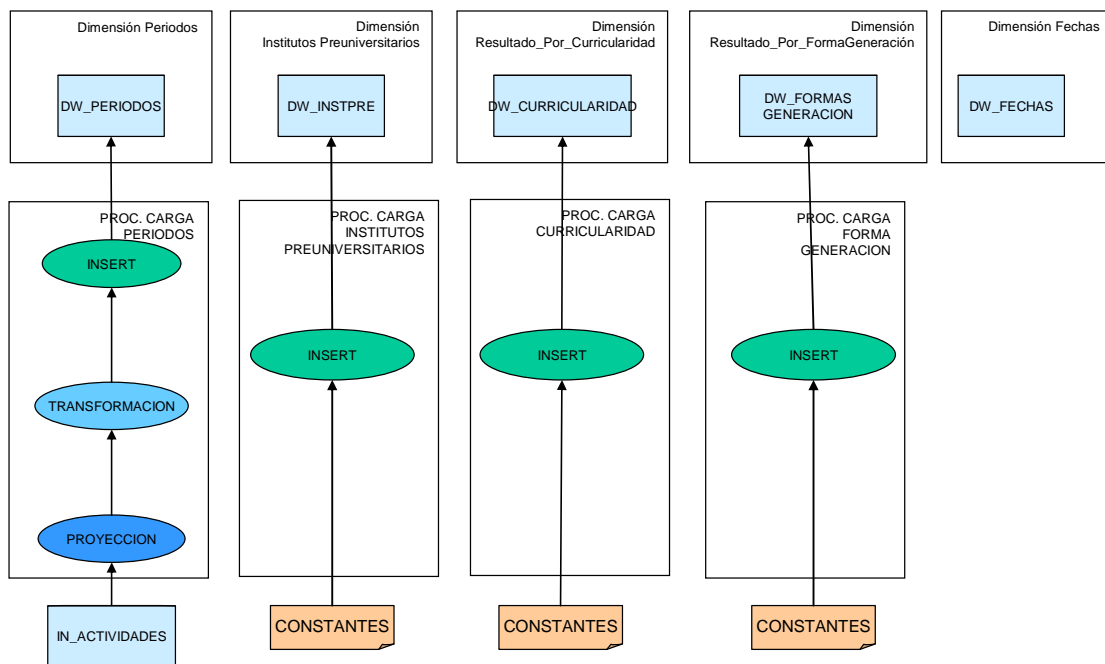 Dimensión Periodos
DW_PERIODOS
Dimensión
Institutos Preuniversitarios
DW_INSTPRE
Dimensión
Resultado_Por_Curricularidad
DW_CURRICULARIDAD
Dimensión
Resultado_Por_FormaGeneración
DW_FORMAS
GENERACION
Dimensión Fechas
DW_FECHAS
PROC. CARGA
PERIODOS
INSERT
TRANSFORMACION
PROYECCION
IN_ACTIVIDADES
PROC. CARGA
INSTITUTOS
PREUNIVERSITARIOS
INSERT
CONSTANTES
PROC. CARGA
CURRICULARIDAD
INSERT
CONSTANTES
PROC. CARGA
FORMA
GENERACION
INSERT
CONSTANTES